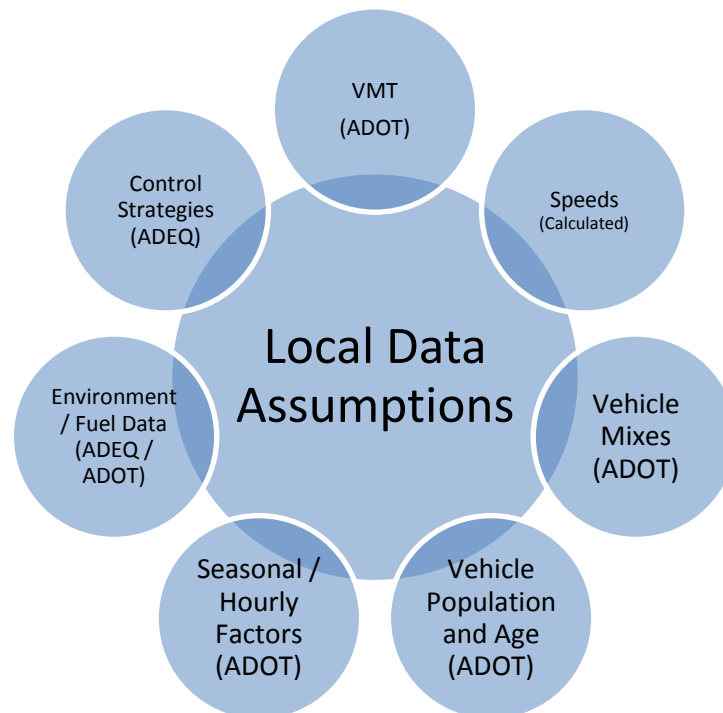 VMT
(ADOT)
Speeds
(Calculated)
Vehicle
Mixes
(ADOT)
Vehicle
Population
and Age
(ADOT)
Seasonal /
Hourly
Factors
(ADOT)
Environment
/ Fuel Data
(ADEQ /
ADOT)
Control
Strategies
(ADEQ)
Local Data
Assumptions